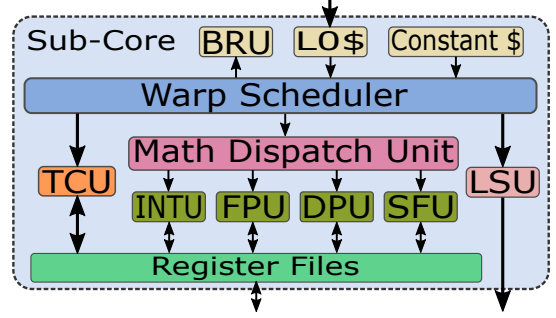 Sub-Core
BRU
L0$
Constant $
Warp Scheduler
Math Dispatch Unit
TCU
LSU
INTU
FPU
DPU
SFU
Register Files